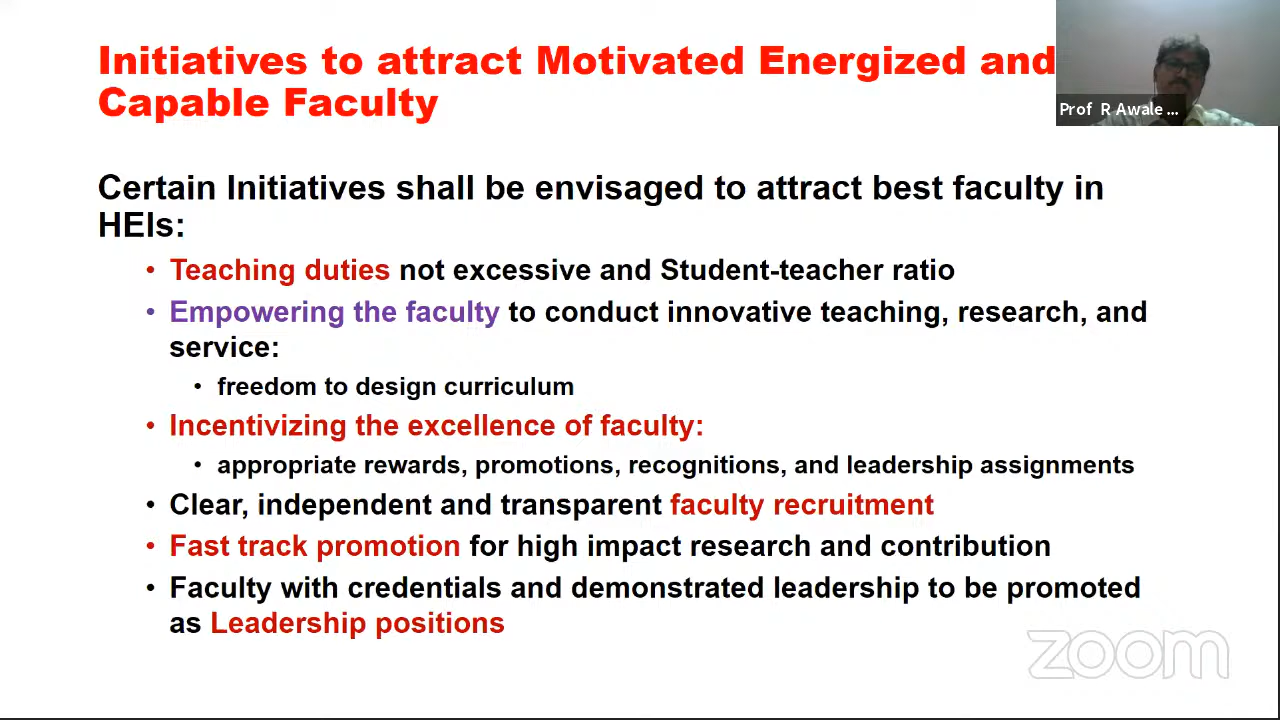 Initiatives to attract Motivated Energized and
Capable Faculty
Prof R Awale ...
Certain Initiatives shall be envisaged to attract best faculty in
HEIs:
• Teaching duties not excessive and Student-teacher ratio
• Empowering the faculty to conduct innovative teaching, research, and
service:
• freedom to design curriculum
• Incentivizing the excellence of faculty:
• appropriate rewards, promotions, recognitions, and leadership assignments
• Clear, independent and transparent faculty recruitment
• Fast track promotion for high impact research and contribution
• Faculty with credentials and demonstrated leadership to be promoted
as Leadership positions
zoom